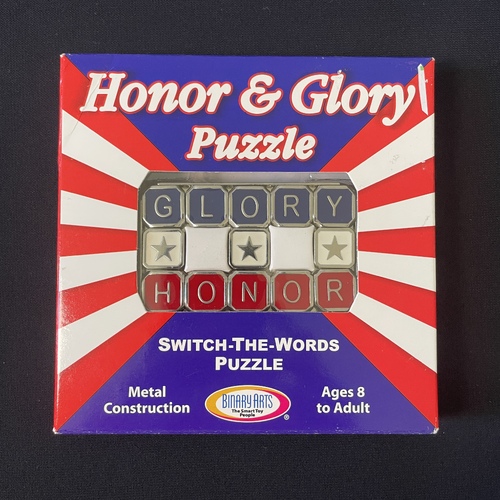 Honor & Glory
Puzzle
GLORY
HONOR
SWITCH-THE-WORDS
PUZZLE
Metal
Construction
BINARY ARTS
The Smart Toy
People
®
Ages 8
to Adult